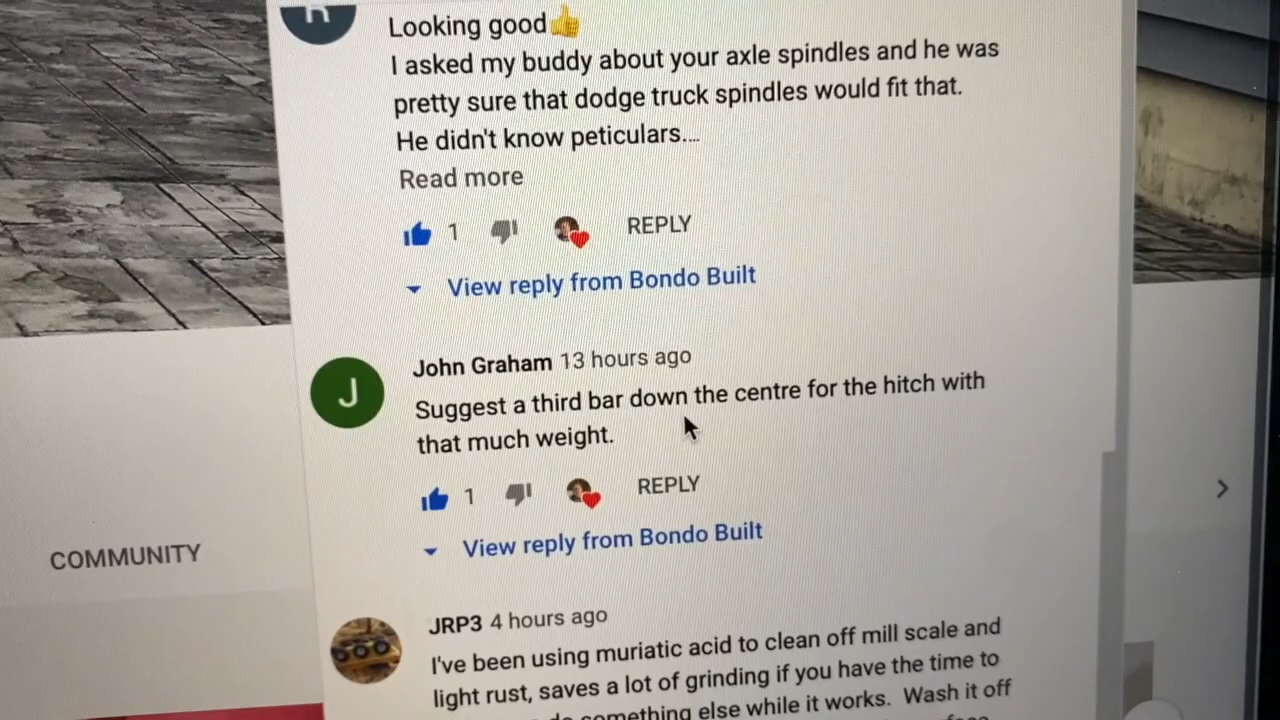 Looking good👍
I asked my buddy about your axle spindles and he was
pretty sure that dodge truck spindles would fit that.
He didn't know peticulars....
Read more
1 REPLY
View reply from Bondo Built
J
John Graham 13 hours ago
Suggest a third bar down the centre for the hitch with
that much weight.
1 REPLY
View reply from Bondo Built
COMMUNITY
JRP3 4 hours ago
I've been using muriatic acid to clean off mill scale and
light rust, saves a lot of grinding if you have the time to
something else while it works. Wash it off